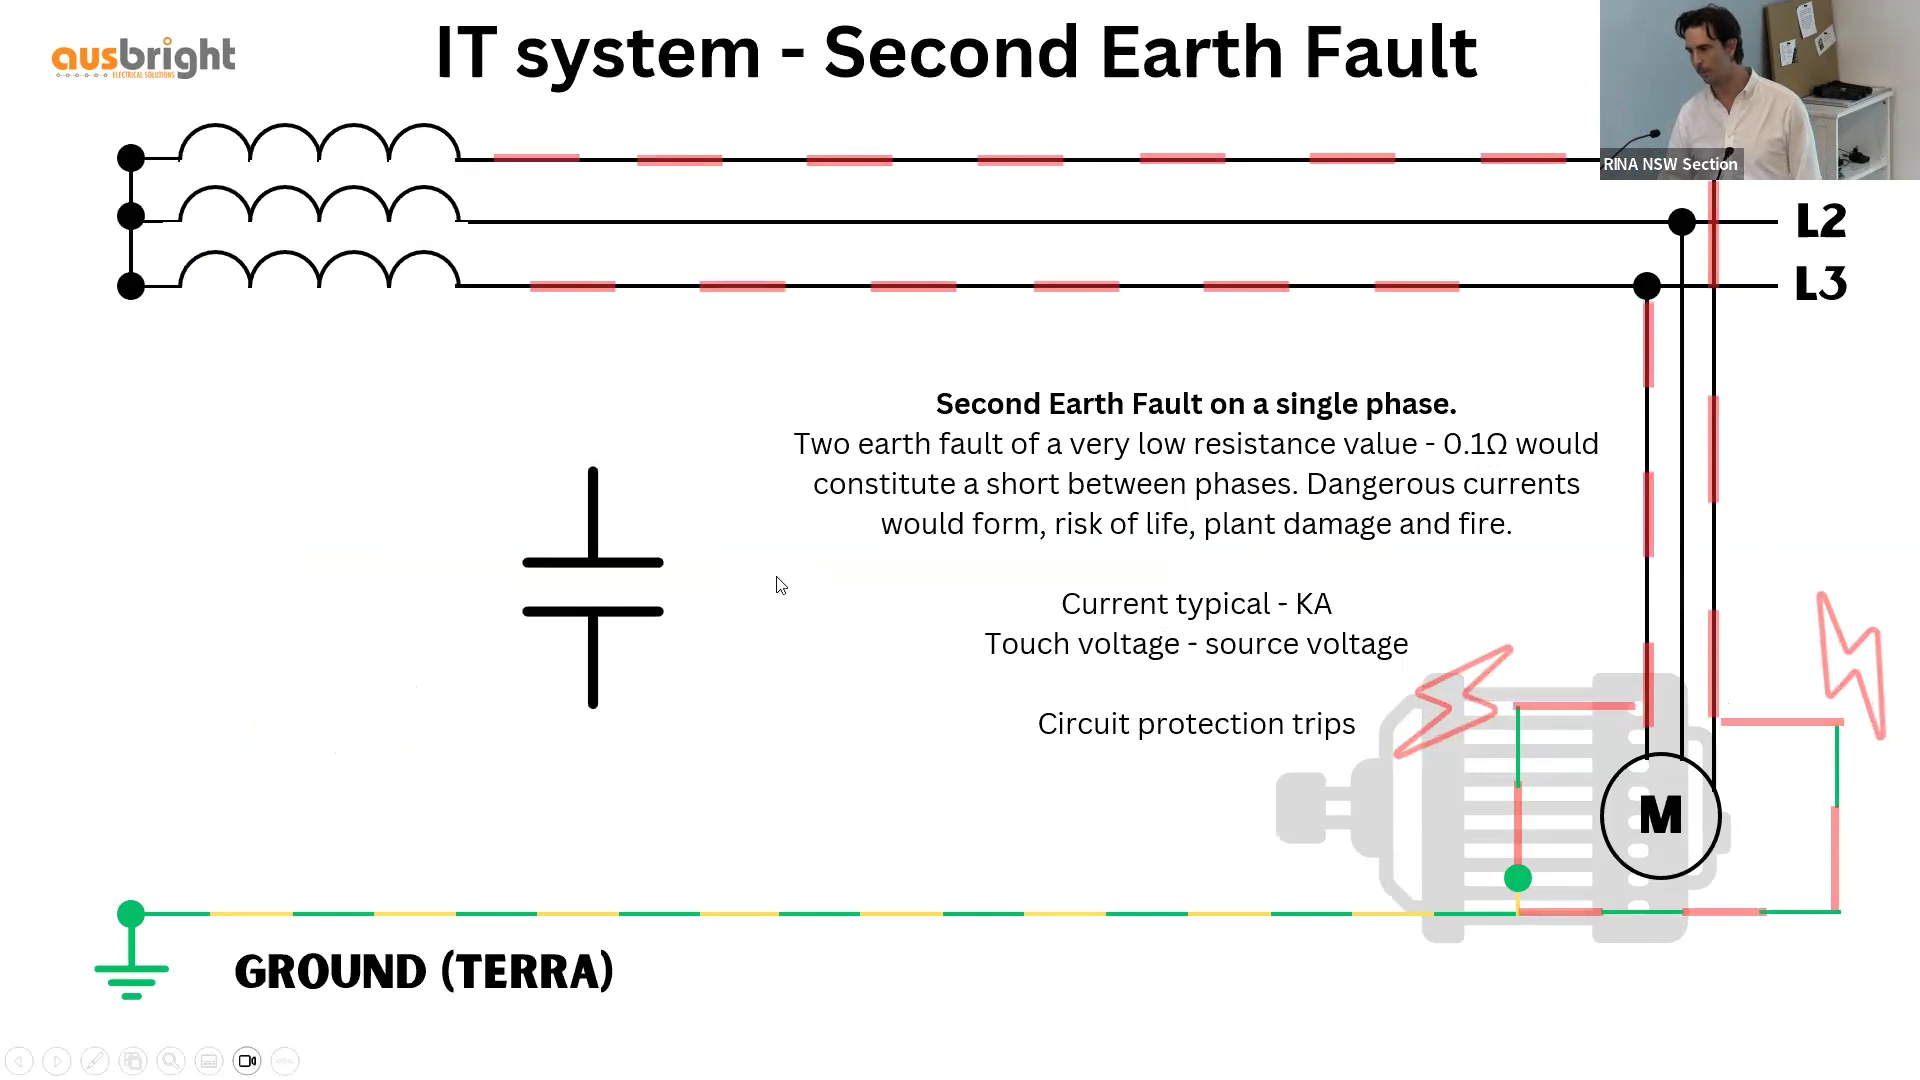 ausbright
ELECTRICAL SOLUTIONS
IT system - Second Earth Fault
RINA NSW Section
L2
L3
Second Earth Fault on a single phase.
Two earth fault of a very low resistance value - 0.1Ω would
constitute a short between phases. Dangerous currents
would form, risk of life, plant damage and fire.
Current typical - KA
Touch voltage - source voltage
Circuit protection trips
M
GROUND (TERRA)